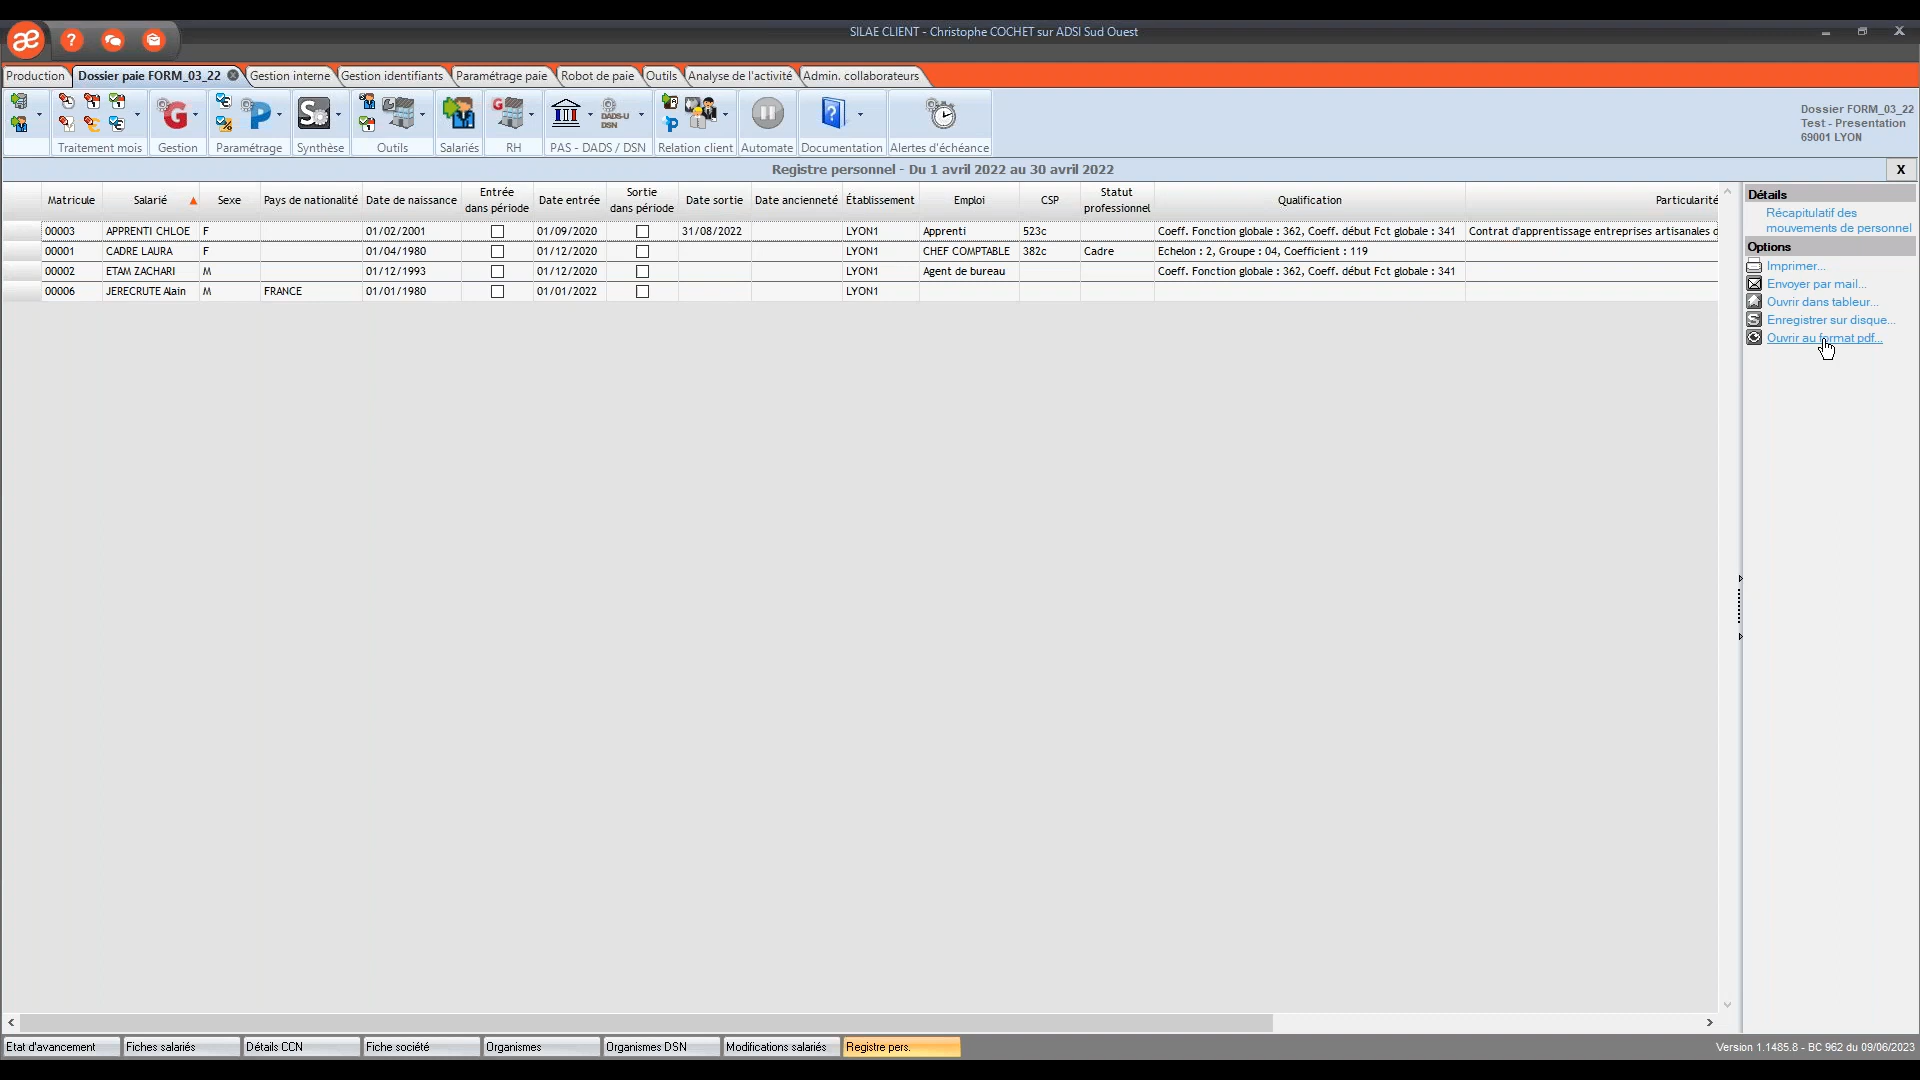 SILAE CLIENT - Christophe COCHET sur ADSI Sud Ouest
Production
Dossier paie FORM_03_22
Gestion interne
Gestion identifiants
Paramétrage paie
Robot de paie
Outils
Analyse de l'activité
Admin. collaborateurs
DADS-U
DSN
Traitement mois
Gestion
Paramétrage
Synthèse
Outils
Salariés
RH
PAS - DADS / DSN
Relation client
Automate
Documentation
Alertes d'échéance
Dossier FORM_03_22
Test - Presentation
69001 LYON
Registre personnel - Du 1 avril 2022 au 30 avril 2022
X
Matricule Salarié Sexe Pays de nationalité Date de naissance Entrée dans période Date entrée Sortie dans période Date sortie Date ancienneté Établissement Emploi CSP Statut professionnel Qualification Particularité
00003 APPRENTI CHLOE F 01/02/2001 01/09/2020 31/08/2022 LYON1 Apprenti 523c Coeff. Fonction globale : 362, Coeff. début Fct globale : 341 Contrat d'apprentissage entreprises artisanales d
00001 CADRE LAURA F 01/04/1980 01/12/2020 LYON1 CHEF COMPTABLE 382c Cadre Echelon : 2, Groupe : 04, Coefficient : 119
00002 ETAM ZACHARI M 01/12/1993 01/12/2020 LYON1 Agent de bureau Coeff. Fonction globale : 362, Coeff. début Fct globale : 341
00006 JERECRUTE Alain M FRANCE 01/01/1980 01/01/2022 LYON1
Détails
Récapitulatif des
mouvements de personnel
Options
Imprimer...
Envoyer par mail...
Ouvrir dans tableur...
Enregistrer sur disque...
Ouvrir au format pdf...
Etat d'avancement
Fiches salariés
Détails CCN
Fiche société
Organismes
Organismes DSN
Modifications salariés
Registre pers.
Version 1.1485.8 - BC 962 du 09/06/2023